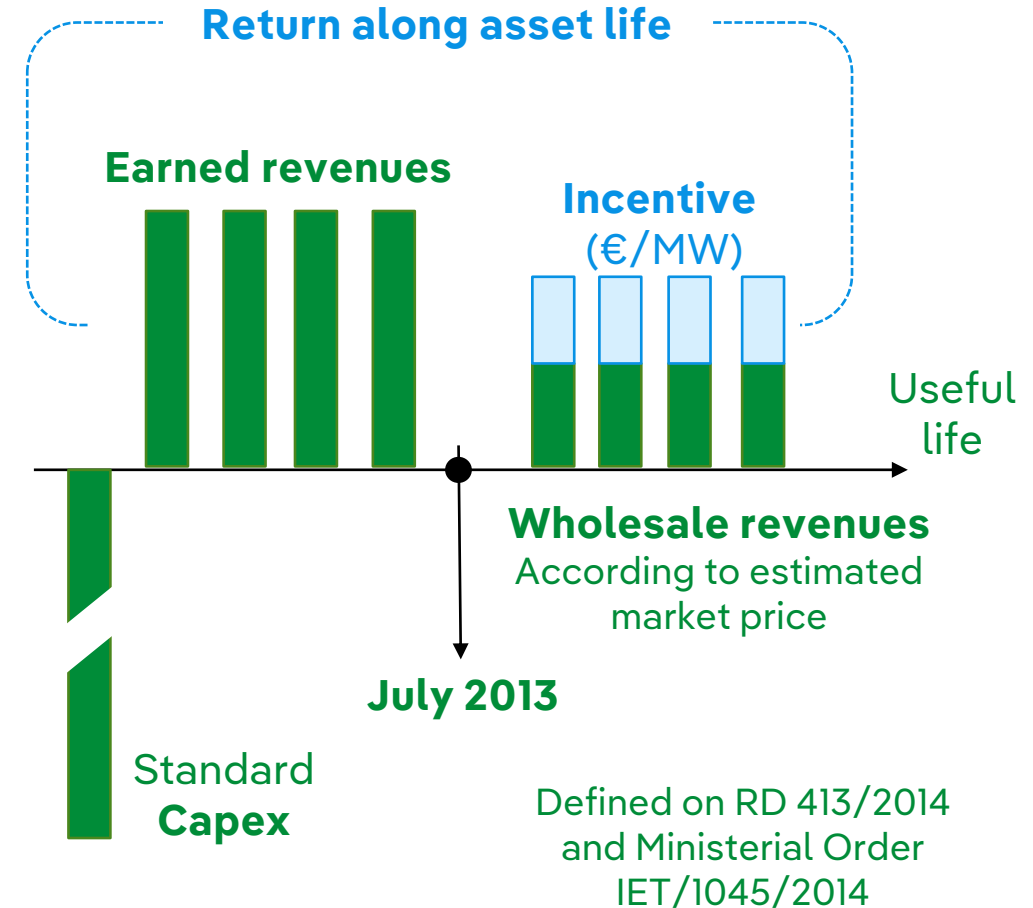 Return along asset life
Earned revenues
Incentive
(€/MW)
Useful
life
Wholesale revenues
According to estimated
market price
July 2013
Standard
Capex
Defined on RD 413/2014
and Ministerial Order
IET/1045/2014